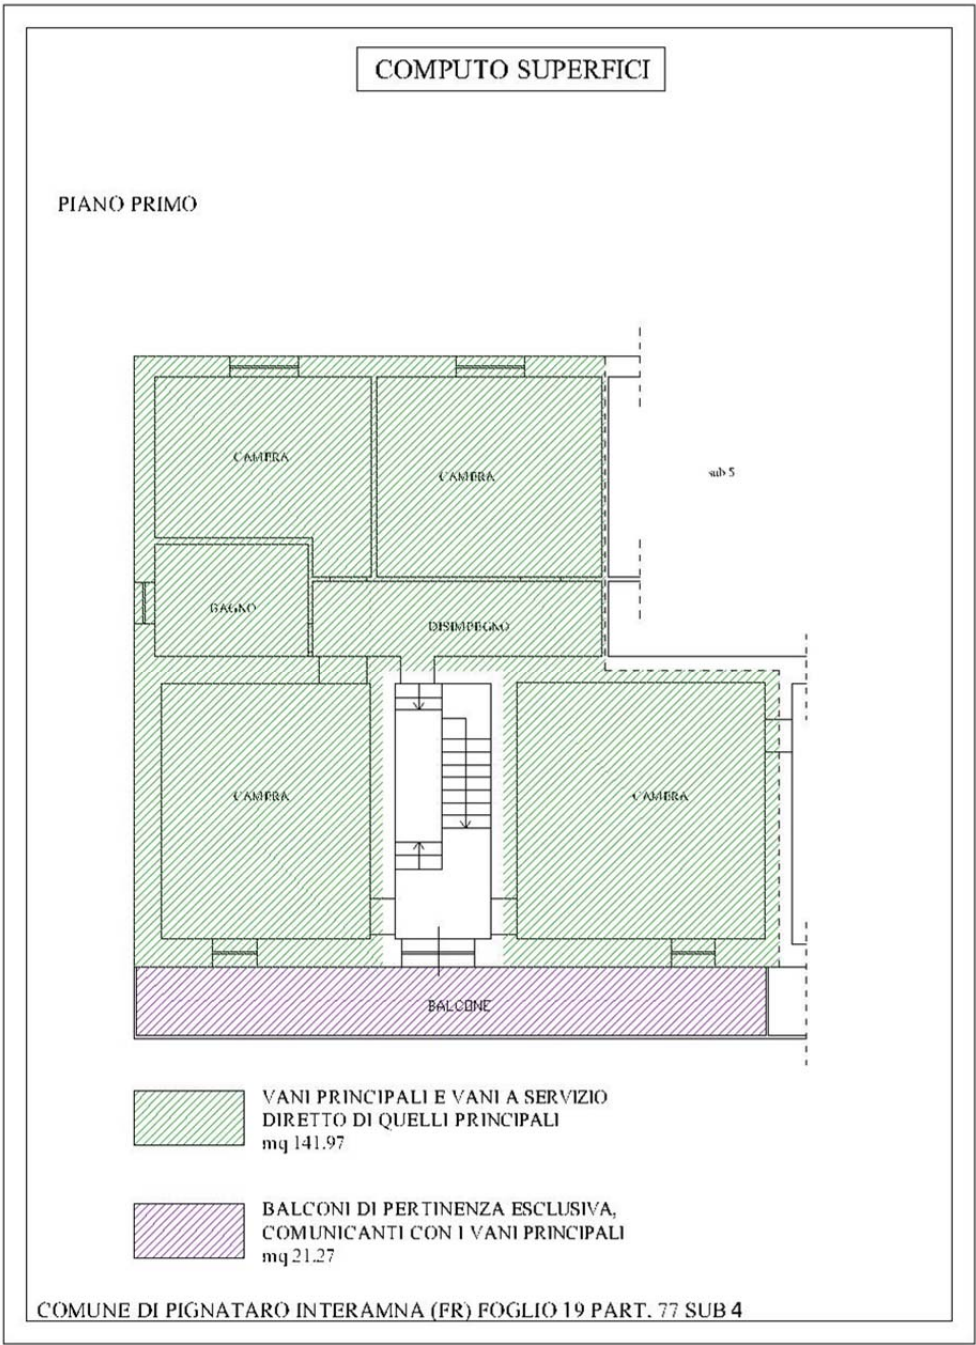 COMPUTO SUPERFICI
PIANO PRIMO
CAMERA
CAMERA
sub 5
BAGNO
DISIMPEGNO
CAMERA
CAMERA
BALCONE
VANI PRINCIPALI E VANI A SERVIZIO
DIRETTO DI QUELLI PRINCIPALI
mq 141.97
BALCONI DI PERTINENZA ESCLUSIVA,
COMUNICANTI CON I VANI PRINCIPALI
mq 21.27
COMUNE DI PIGNATARO INTERAMNA (FR) FOGLIO 19 PART. 77 SUB 4